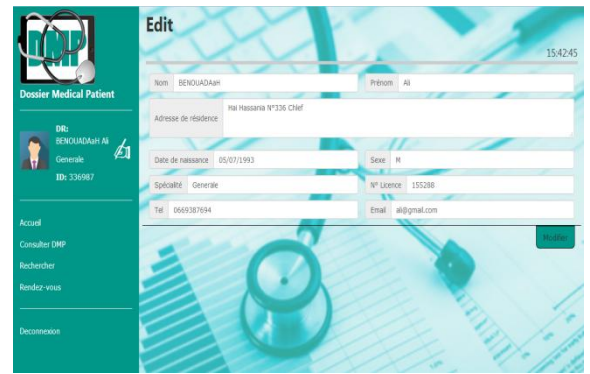 DMP
Dossier Medical Patient
DR:
BENOUADAaH Ali
Generale
ID: 336987
Accueil
Consulter DMP
Rechercher
Rendez-vous
Deconnexion
Edit
15:42:45
Nom BENOUADAaH Prénom Ali
Adresse de résidence Hai Hassania N°336 Chlef
Date de naissance 05/07/1993 Sexe M
Spécialité Generale N° Licence 155288
Tel 0669387694 Email ali@gmail.com
Modifier